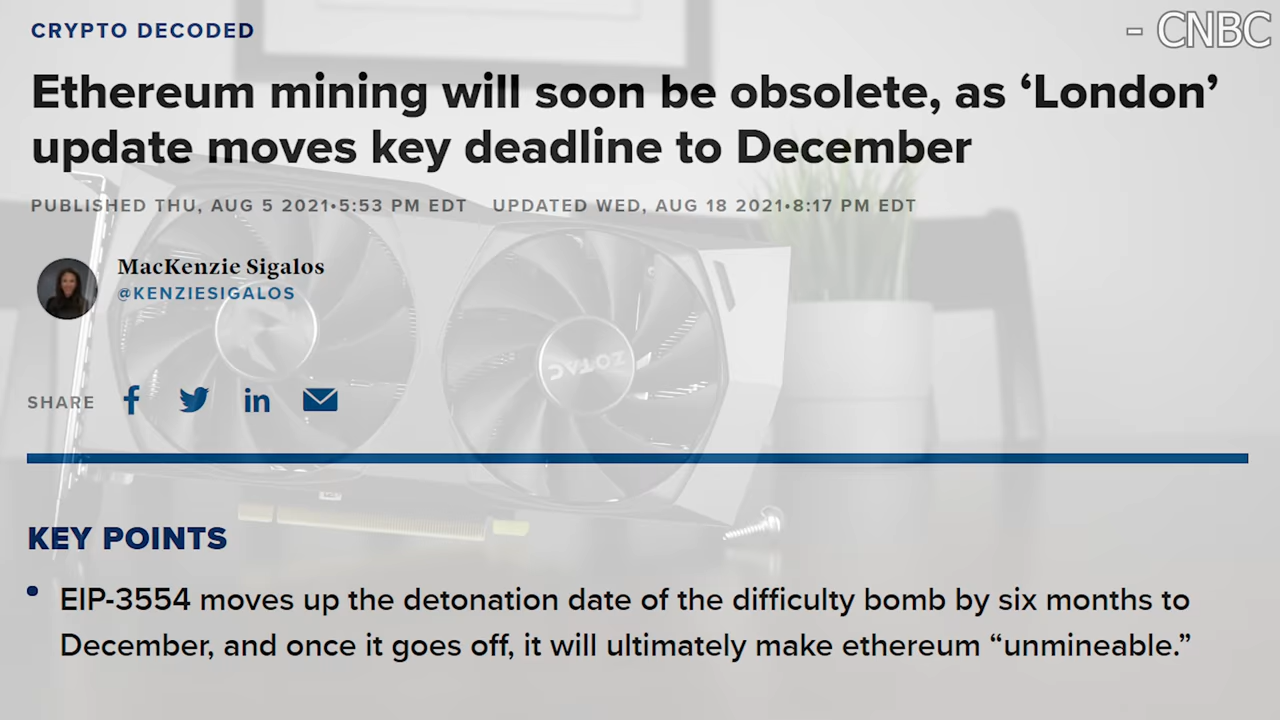 CRYPTO DECODED
- CNBC
Ethereum mining will soon be obsolete, as ‘London’
update moves key deadline to December
PUBLISHED THU, AUG 5 2021•5:53 PM EDT UPDATED WED, AUG 18 2021•8:17 PM EDT
MacKenzie Sigalos
@KENZIESIGALOS
ZOTAC
SHARE
KEY POINTS
• EIP-3554 moves up the detonation date of the difficulty bomb by six months to
December, and once it goes off, it will ultimately make ethereum “unmineable.”